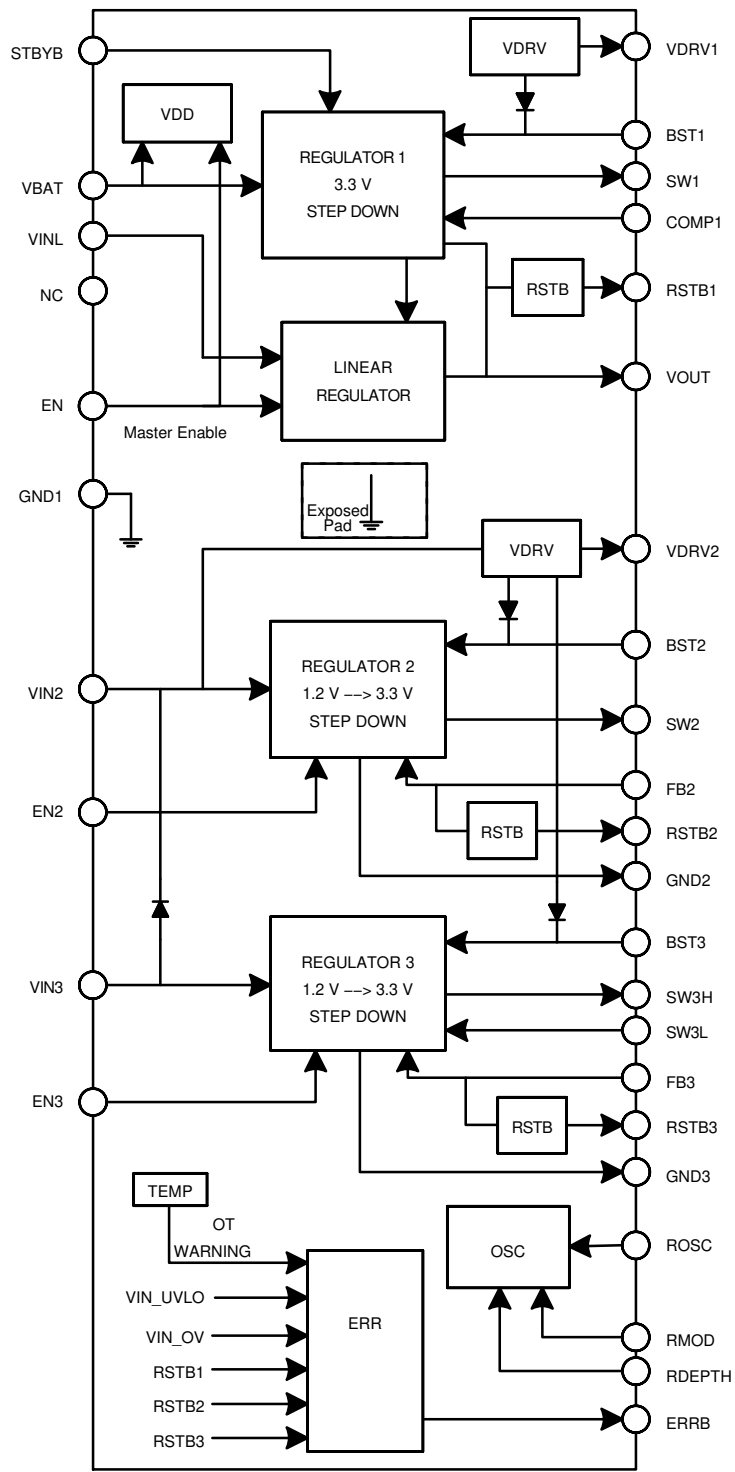 STBYB
VDRV
VDRV1
VDD
BST1
REGULATOR 1
3.3 V
STEP DOWN
VBAT
SW1
COMP1
VINL
NC
RSTB
RSTB1
LINEAR
REGULATOR
VOUT
EN
Master Enable
GND1
Exposed
Pad
VDRV
VDRV2
BST2
REGULATOR 2
1.2 V −−> 3.3 V
STEP DOWN
VIN2
SW2
FB2
EN2
RSTB
RSTB2
GND2
BST3
REGULATOR 3
1.2 V −−> 3.3 V
STEP DOWN
VIN3
SW3H
SW3L
FB3
EN3
RSTB
RSTB3
GND3
TEMP
OT
WARNING
OSC
ROSC
VIN_UVLO
ERR
VIN_OV
RMOD
RSTB1
RDEPTH
RSTB2
ERRB
RSTB3